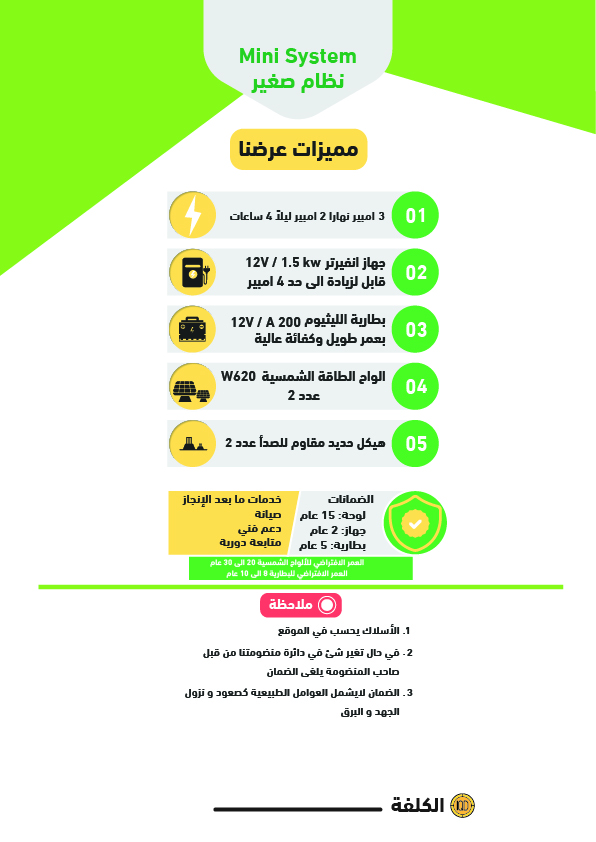 Mini System
نظام صغير
مميزات عرضنا
3 امبير نهارا 2 امبير ليلاً 4 ساعات
01
جهاز انفيرتر 12V / 1.5 kw
قابل لزيادة الى حد 4 امبير
02
بطارية الليثيوم 12V / A 200
بعمر طويل وكفائة عالية
03
الواح الطاقة الشمسية W620
عدد 2
04
هيكل حديد مقاوم للصدأ عدد 2
05
الضمانات
لوحة: 15 عام
جهاز: 2 عام
بطارية: 5 عام
خدمات ما بعد الإنجاز
صيانة
دعم فني
متابعة دورية
العمر الافتراضي للألواح الشمسية 20 الى 30 عام
العمر الافتراضي للبطارية 8 الى 10 عام
ملاحظة
1. الأسلاك يحسب في الموقع
2. في حال تغير شئ في دائرة منضومتنا من قبل
صاحب المنضومة يلغى الضمان
3. الضمان لايشمل العوامل الطبيعية كصعود و نزول
الجهد و البرق
الكلفة
IQD